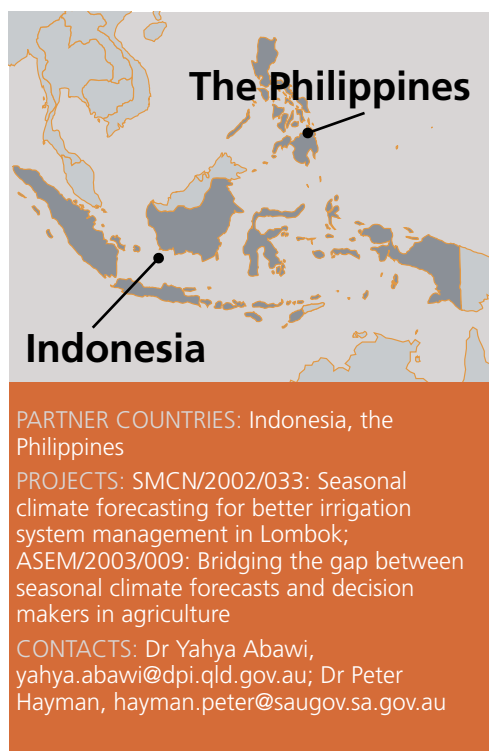 The Philippines
Indonesia
PARTNER COUNTRIES: Indonesia, the
Philippines
PROJECTS: SMCN/2002/033: Seasonal
climate forecasting for better irrigation
system management in Lombok;
ASEM/2003/009: Bridging the gap between
seasonal climate forecasts and decision
makers in agriculture
CONTACTS: Dr Yahya Abawi,
yahya.abawi@dpi.qld.gov.au; Dr Peter
Hayman, hayman.peter@saugov.sa.gov.au